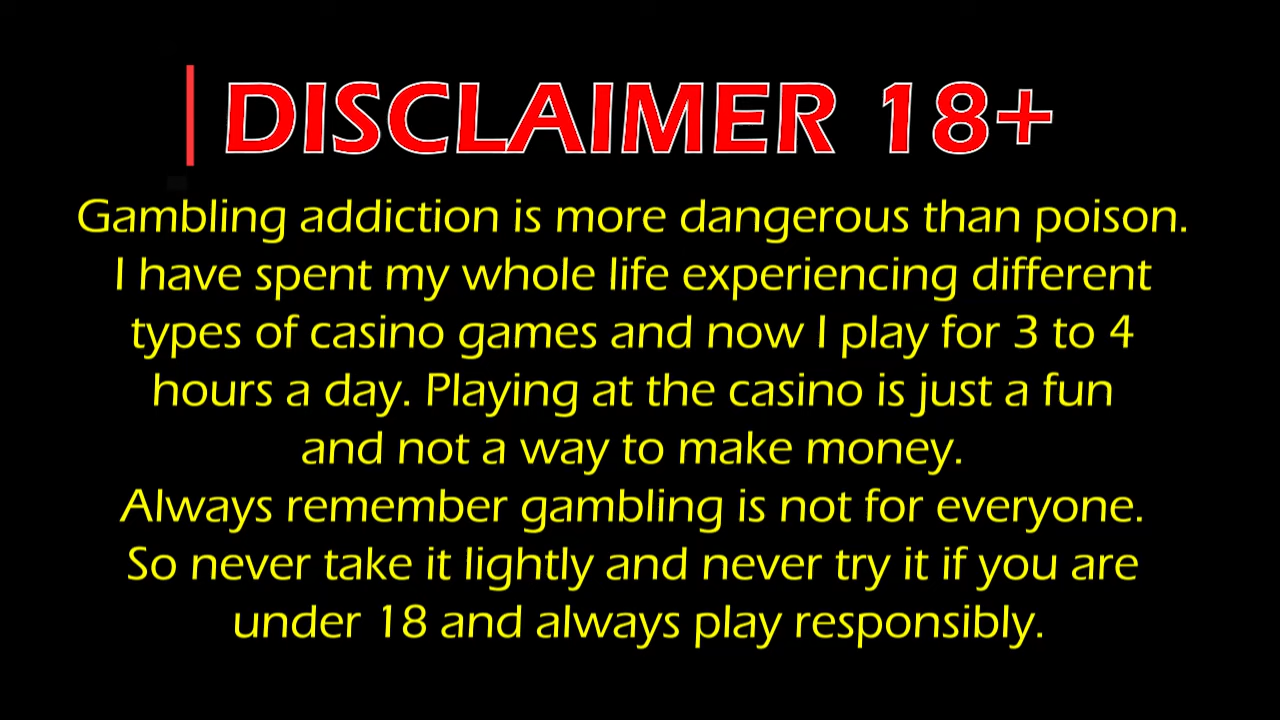 DISCLAIMER 18+
Gambling addiction is more dangerous than poison.
I have spent my whole life experiencing different
types of casino games and now I play for 3 to 4
hours a day. Playing at the casino is just a fun
and not a way to make money.
Always remember gambling is not for everyone.
So never take it lightly and never try it if you are
under 18 and always play responsibly.